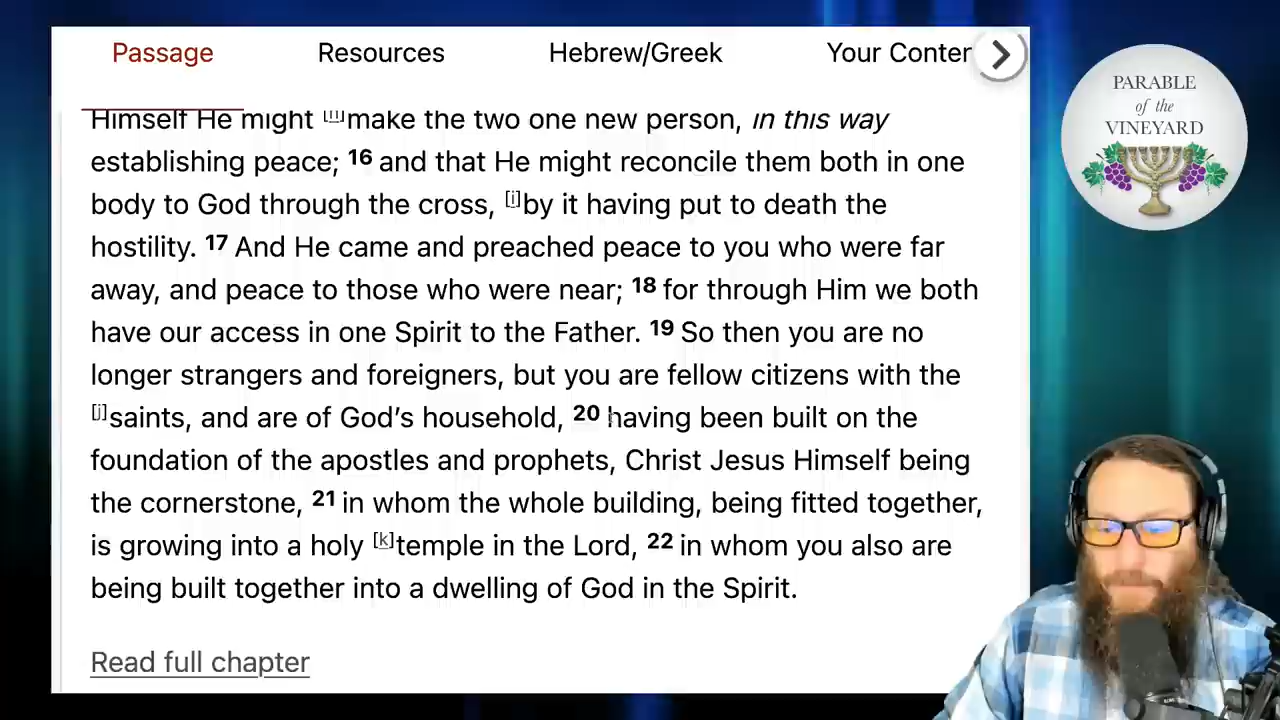 Passage
Resources
Hebrew/Greek
Your Conten
Himself He might [i]make the two one new person, in this way
establishing peace; 16 and that He might reconcile them both in one
body to God through the cross, [i]by it having put to death the
hostility. 17 And He came and preached peace to you who were far
away, and peace to those who were near; 18 for through Him we both
have our access in one Spirit to the Father. 19 So then you are no
longer strangers and foreigners, but you are fellow citizens with the
[j]saints, and are of God’s household, 20 having been built on the
foundation of the apostles and prophets, Christ Jesus Himself being
the cornerstone, 21 in whom the whole building, being fitted together,
is growing into a holy [k]temple in the Lord, 22 in whom you also are
being built together into a dwelling of God in the Spirit.
Read full chapter
PARABLE
of the
VINEYARD